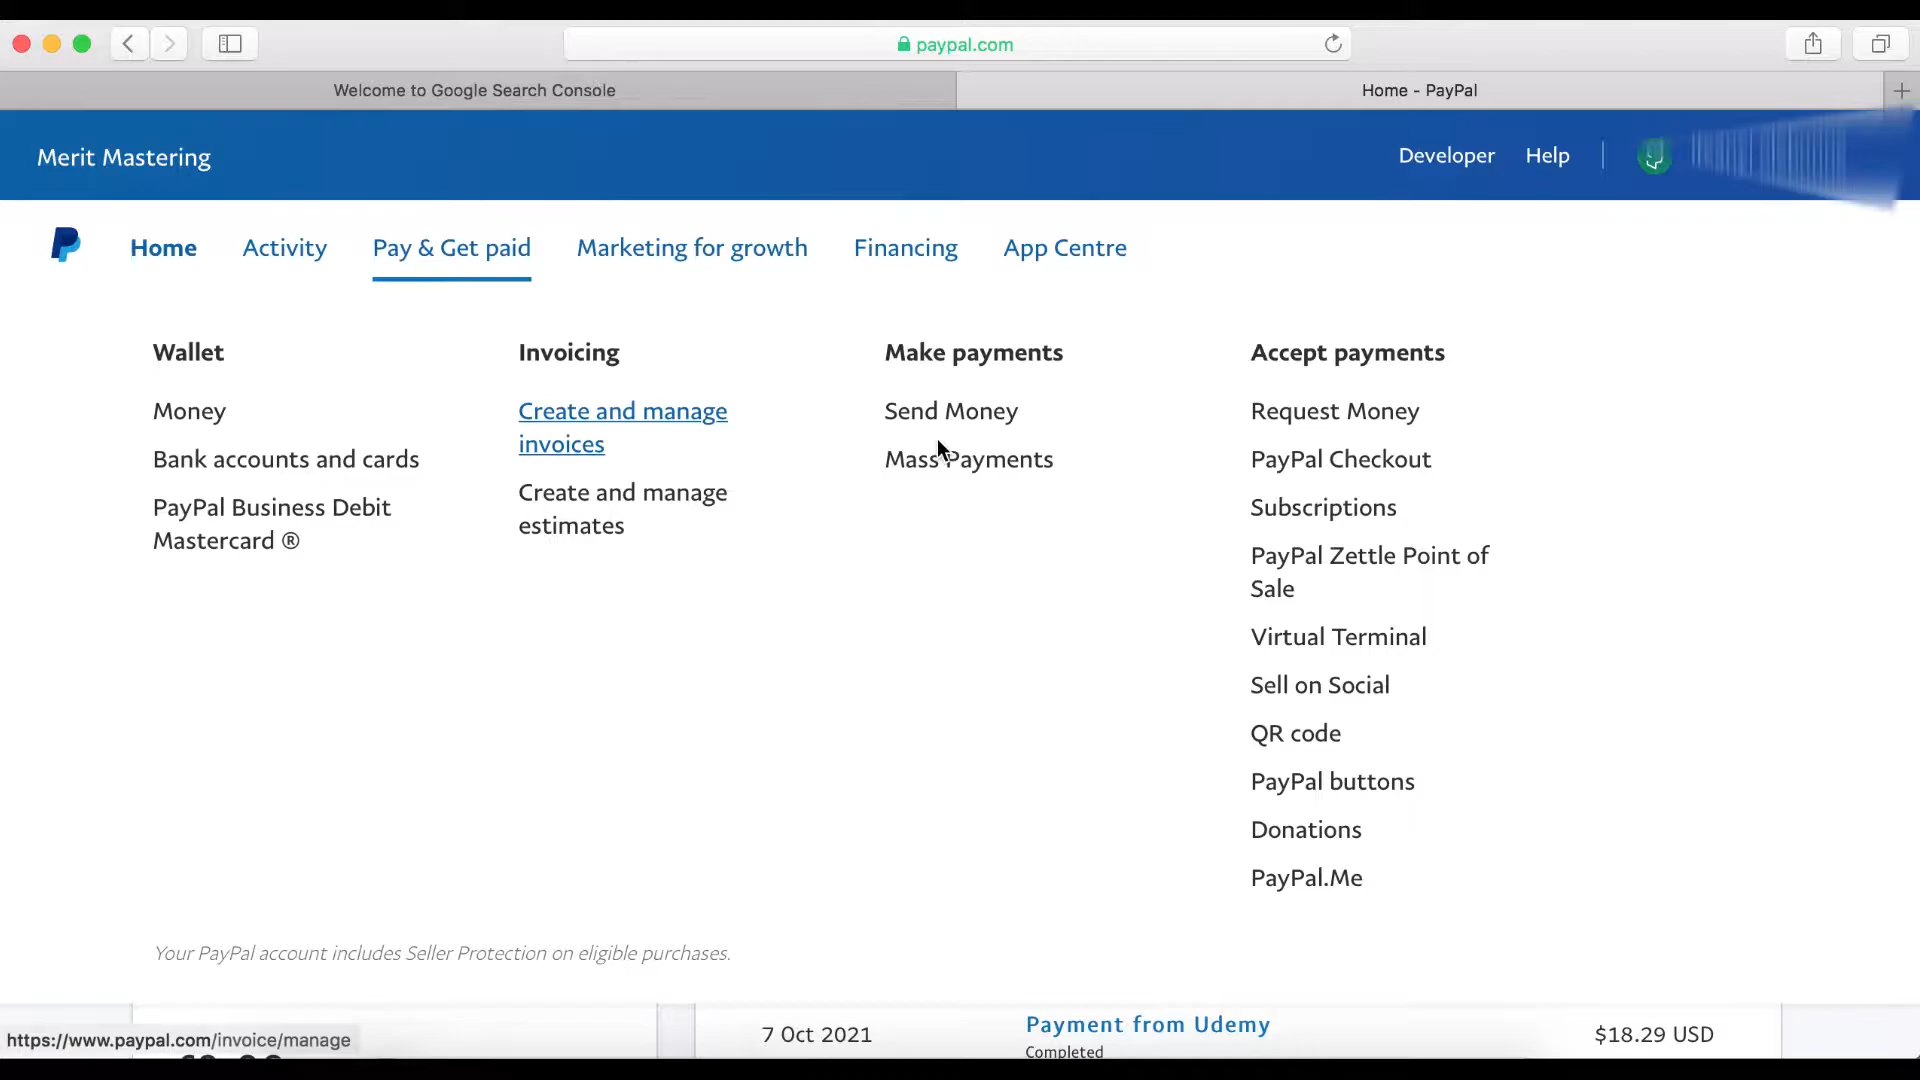 paypal.com
Welcome to Google Search Console
Home - PayPal
Merit Mastering
Developer
Help
Home
Activity
Pay & Get paid
Marketing for growth
Financing
App Centre
Wallet
Money
Bank accounts and cards
PayPal Business Debit
Mastercard ®
Invoicing
Create and manage
invoices
Create and manage
estimates
Make payments
Send Money
Mass Payments
Accept payments
Request Money
PayPal Checkout
Subscriptions
PayPal Zettle Point of
Sale
Virtual Terminal
Sell on Social
QR code
PayPal buttons
Donations
PayPal.Me
Your PayPal account includes Seller Protection on eligible purchases.
7 Oct 2021
Payment from Udemy
Completed
$18.29 USD
https://www.paypal.com/invoice/manage